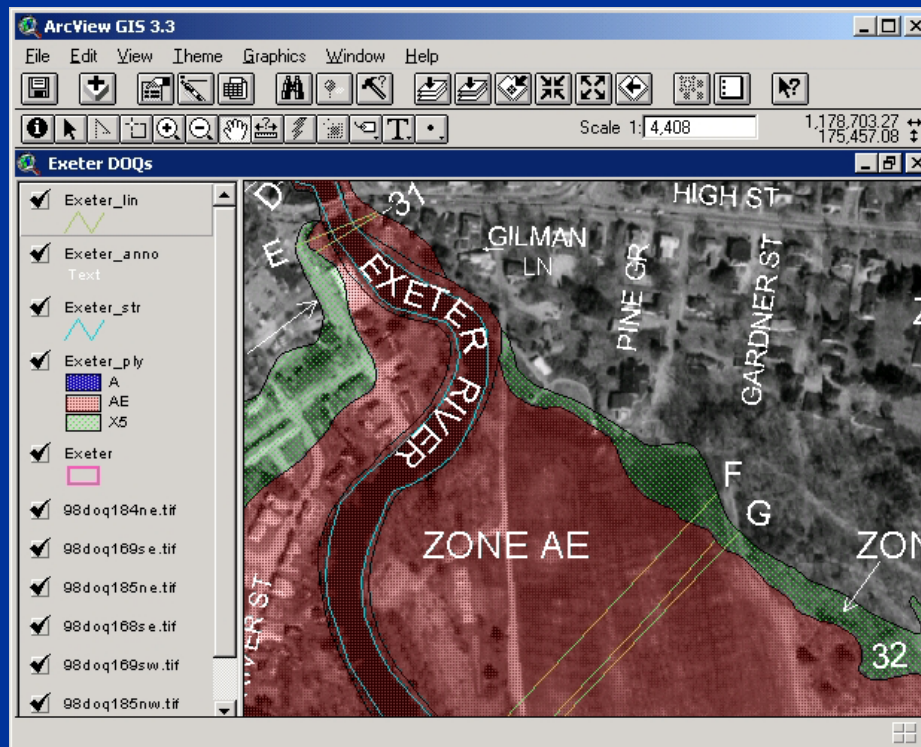 ArcView GIS 3.3
File Edit View Theme Graphics Window Help
Scale 1: 4,408
1,178,703.27
175,457.08
Exeter DOQs
Exeter_lin
Exeter_anno
Text
Exeter_str
Exeter_ply
A
AE
X5
Exeter
98doq184ne.tif
98doq169se.tif
98doq185ne.tif
98doq168se.tif
98doq169sw.tif
98doq185nw.tif
D
31
E
HIGH ST
GILMAN
LN
PINE GR
GARDNER ST
EXETER RIVER
F
G
ZONE AE
ZON
32